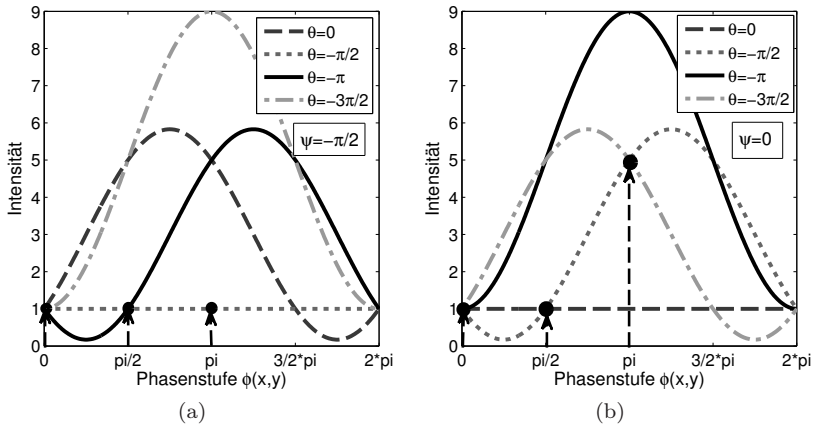 9
8
7
6
5
4
3
2
1
0
Intensität
θ=0
θ=−π/2
θ=−π
θ=−3π/2
ψ=−π/2
0
pi/2
pi
3/2*pi
2*pi
Phasenstufe ϕ(x,y)
(a)
9
8
7
6
5
4
3
2
1
0
Intensität
θ=0
θ=−π/2
θ=−π
θ=−3π/2
ψ=0
0
pi/2
pi
3/2*pi
2*pi
Phasenstufe ϕ(x,y)
(b)